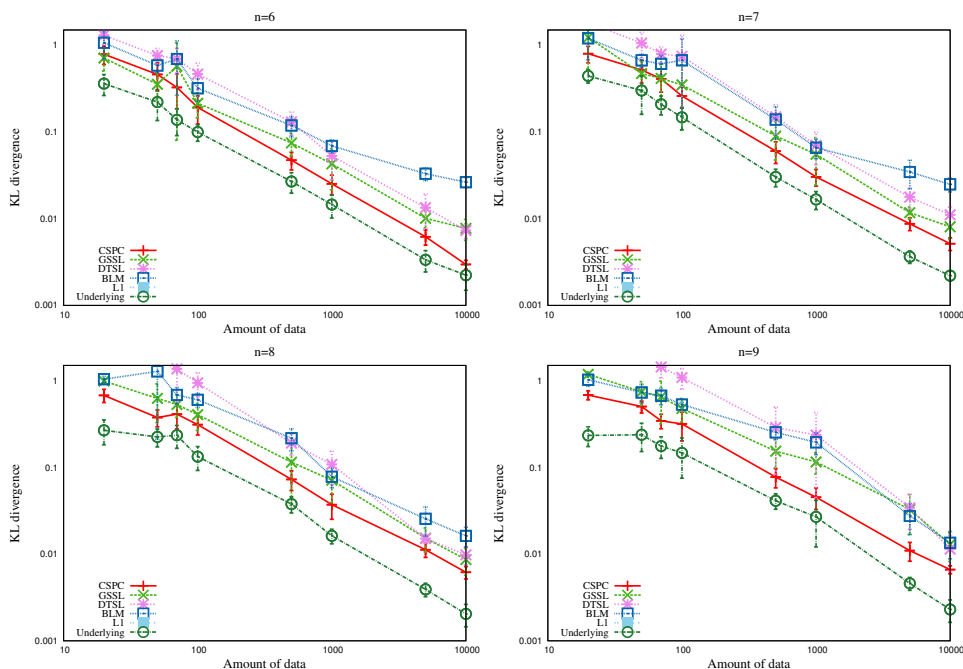 n=6
KL divergence
1
0.1
0.01
0.001
CSPC
GSSL
DTSL
BLM
L1
Underlying
10
100
1000
10000
Amount of data
n=7
KL divergence
1
0.1
0.01
0.001
CSPC
GSSL
DTSL
BLM
L1
Underlying
10
100
1000
10000
Amount of data
n=8
KL divergence
1
0.1
0.01
0.001
CSPC
GSSL
DTSL
BLM
L1
Underlying
10
100
1000
10000
Amount of data
n=9
KL divergence
1
0.1
0.01
0.001
CSPC
GSSL
DTSL
BLM
L1
Underlying
10
100
1000
10000
Amount of data